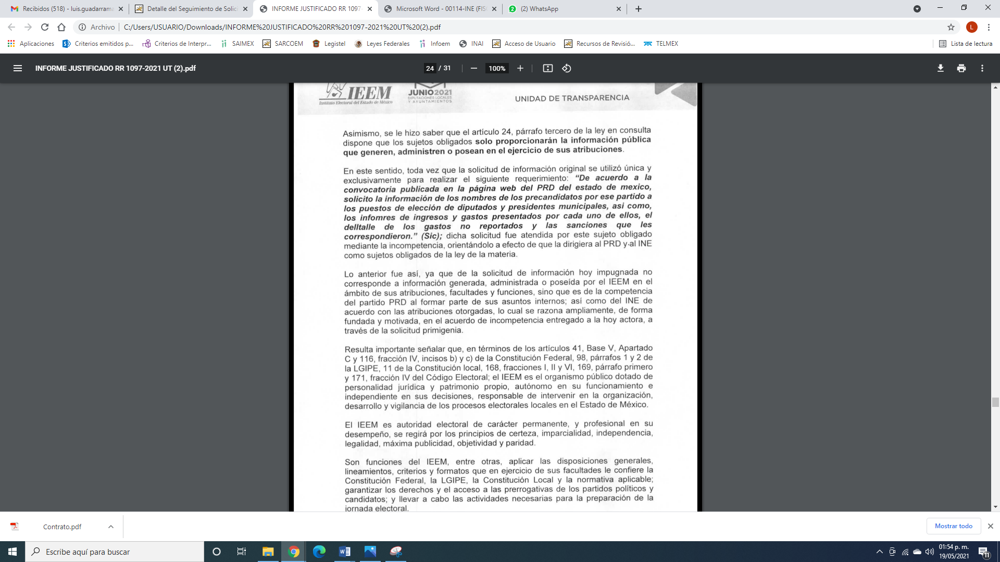 Recibidos (518) - luis.guadarrama
Detalle del Seguimiento de Solici
INFORME JUSTIFICADO RR 1097-
Microsoft Word - 00114-INE (FIS
2
(2) WhatsApp
Archivo
C:/Users/USUARIO/Downloads/INFORME%20JUSTIFICADO%20RR%201097-2021%20UT%20(2).pdf
L
Aplicaciones
Criterios emitidos p...
Criterios de Interpr...
SAIMEX
SARCOEM
Legistel
Leyes Federales
Infoem
INAI
Acceso de Usuario
Recursos de Revisió...
TELMEX
Lista de lectura
INFORME JUSTIFICADO RR 1097-2021 UT (2).pdf
24 / 31
100%
IEEM
Instituto Electoral del Estado de México
JUNIO2021
DIPUTACIONES LOCALES
Y AYUNTAMIENTOS
UNIDAD DE TRANSPARENCIA
Asimismo, se le hizo saber que el artículo 24, párrafo tercero de la ley en consulta
dispone que los sujetos obligados solo proporcionarán la información pública
que generen, administren o posean en el ejercicio de sus atribuciones.
En este sentido, toda vez que la solicitud de información original se utilizó única y
exclusivamente para realizar el siguiente requerimiento: "De acuerdo a la
convocatoria publicada en la página web del PRD del estado de mexico,
solicito la información de los nombres de los precandidatos por ese partido a
los puestos de elección de diputados y presidentes municipales, asi como,
los infomres de ingresos y gastos presentados por cada uno de ellos, el
delltalle de los gastos no reportados y las sanciones que les
correspondieron." (Sic); dicha solicitud fue atendida por este sujeto obligado
mediante la incompetencia, orientándolo a efecto de que la dirigiera al PRD y al INE
como sujetos obligados de la ley de la materia.
Lo anterior fue así, ya que de la solicitud de información hoy impugnada no
corresponde a información generada, administrada o poseída por el IEEM en el
ámbito de sus atribuciones, facultades y funciones, sino que es de la competencia
del partido PRD al formar parte de sus asuntos internos; así como del INE de
acuerdo con las atribuciones otorgadas, lo cual se razona ampliamente, de forma
fundada y motivada, en el acuerdo de incompetencia entregado a la hoy actora, a
través de la solicitud primigenia.
Resulta importante señalar que, en términos de los artículos 41, Base V, Apartado
C y 116, fracción IV, incisos b) y c) de la Constitución Federal, 98, párrafos 1 y 2 de
la LGIPE, 11 de la Constitución local, 168, fracciones I, II y VI, 169, párrafo primero
y 171, fracción IV del Código Electoral; el IEEM es el organismo público dotado de
personalidad jurídica y patrimonio propio, autónomo en su funcionamiento e
independiente en sus decisiones, responsable de intervenir en la organización,
desarrollo y vigilancia de los procesos electorales locales en el Estado de México.
El IEEM es autoridad electoral de carácter permanente, y profesional en su
desempeño, se regirá por los principios de certeza, imparcialidad, independencia,
legalidad, máxima publicidad, objetividad y paridad.
Son funciones del IEEM, entre otras, aplicar las disposiciones generales,
lineamientos, criterios y formatos que en ejercicio de sus facultades le confiere la
Constitución Federal, la LGIPE, la Constitución Local y la normativa aplicable;
garantizar los derechos y el acceso a las prerrogativas de los partidos políticos y
candidatos; y llevar a cabo las actividades necesarias para la preparación de la
jornada electoral.
Contrato.pdf
Mostrar todo
Escribe aquí para buscar
01:54 p. m.
19/05/2021
11